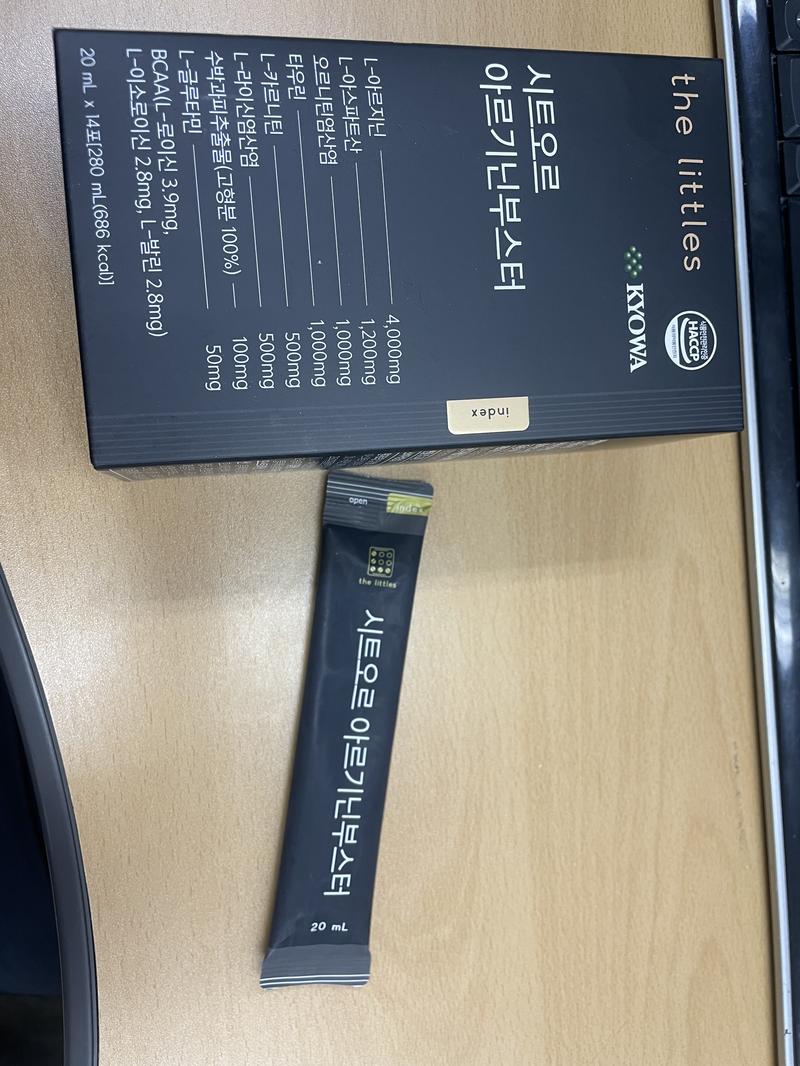 the littles
HACCP
KYOWA
시트오르
아르기닌부스터
index
L-아르지닌 4,000mg
L-아스파트산 1,200mg
오르니틴염산염 1,000mg
타우린 1,000mg
L-카르니틴 500mg
L-라이신염산염 500mg
수박과피추출물(고형분 100%) 100mg
L-글루타민 50mg
BCAA(L-로이신 3.9mg,
L-이소로이신 2.8mg, L-발린 2.8mg)
20 mL x 14포[280 mL(686 kcal)]
open
index
the littles
시트오르 아르기닌부스터
20 mL